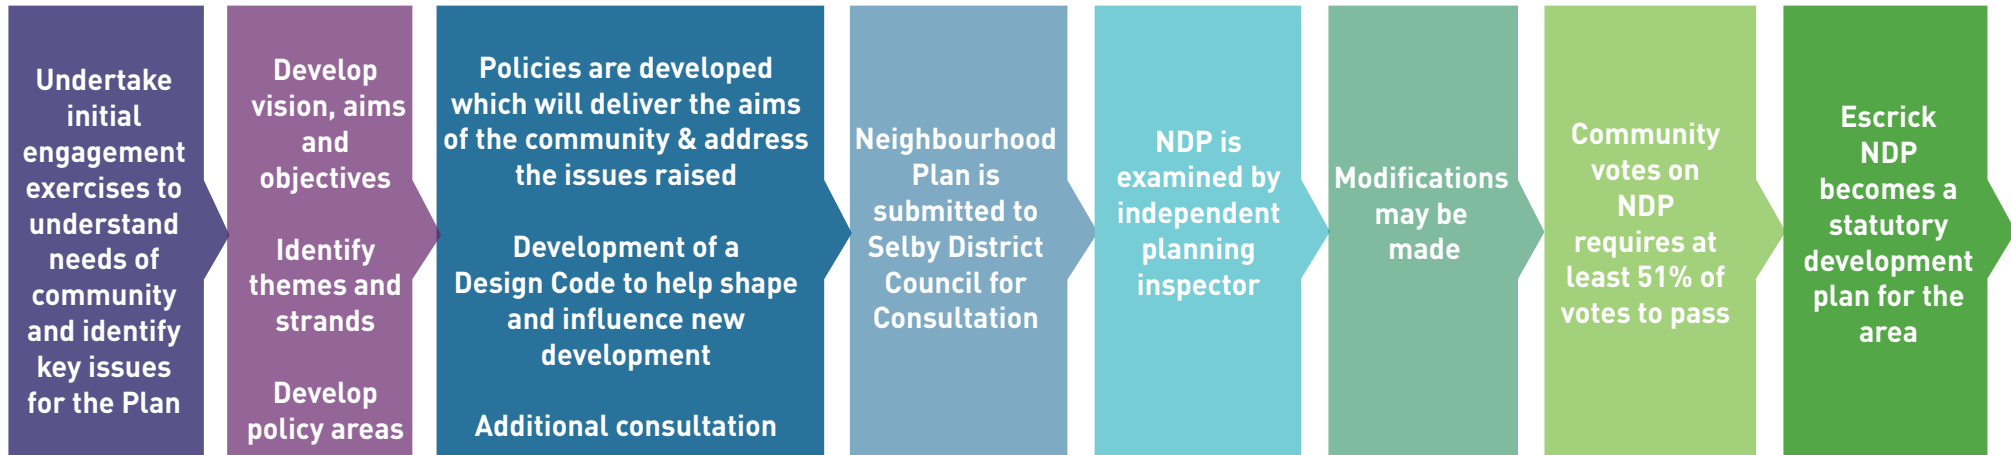 Undertake
initial
engagement
exercises to
understand
needs of
community
and identify
key issues
for the Plan
Develop
vision, aims
and
objectives
Identify
themes and
strands
Develop
policy areas
Policies are developed
which will deliver the aims
of the community & address
the issues raised
Development of a
Design Code to help shape
and influence new
development
Additional consultation
Neighbourhood
Plan is
submitted to
Selby District
Council for
Consultation
NDP is
examined by
independent
planning
inspector
Modifications
may be
made
Community
votes on
NDP
requires at
least 51% of
votes to pass
Escrick
NDP
becomes a
statutory
development
plan for the
area